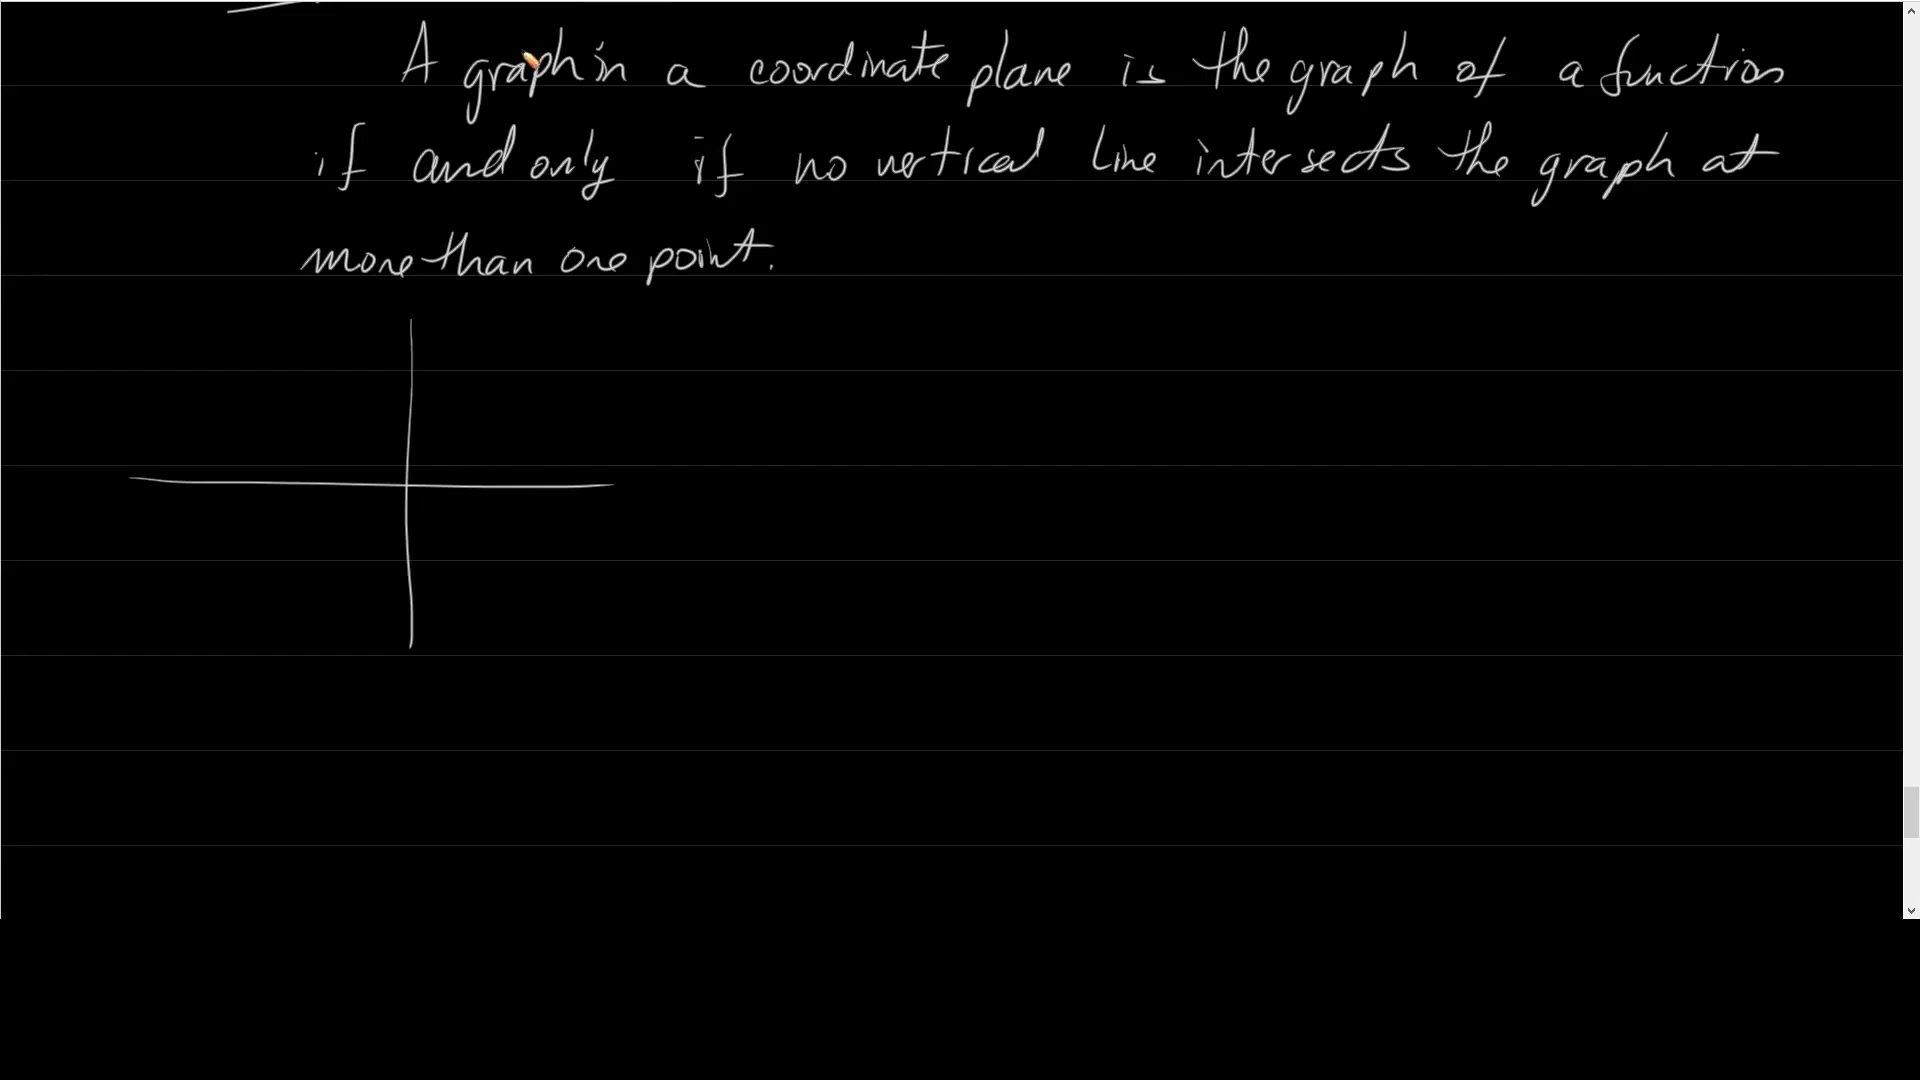 A graph in a coordinate plane is the graph of a function
if and only if no vertical line intersects the graph at
more than one point.